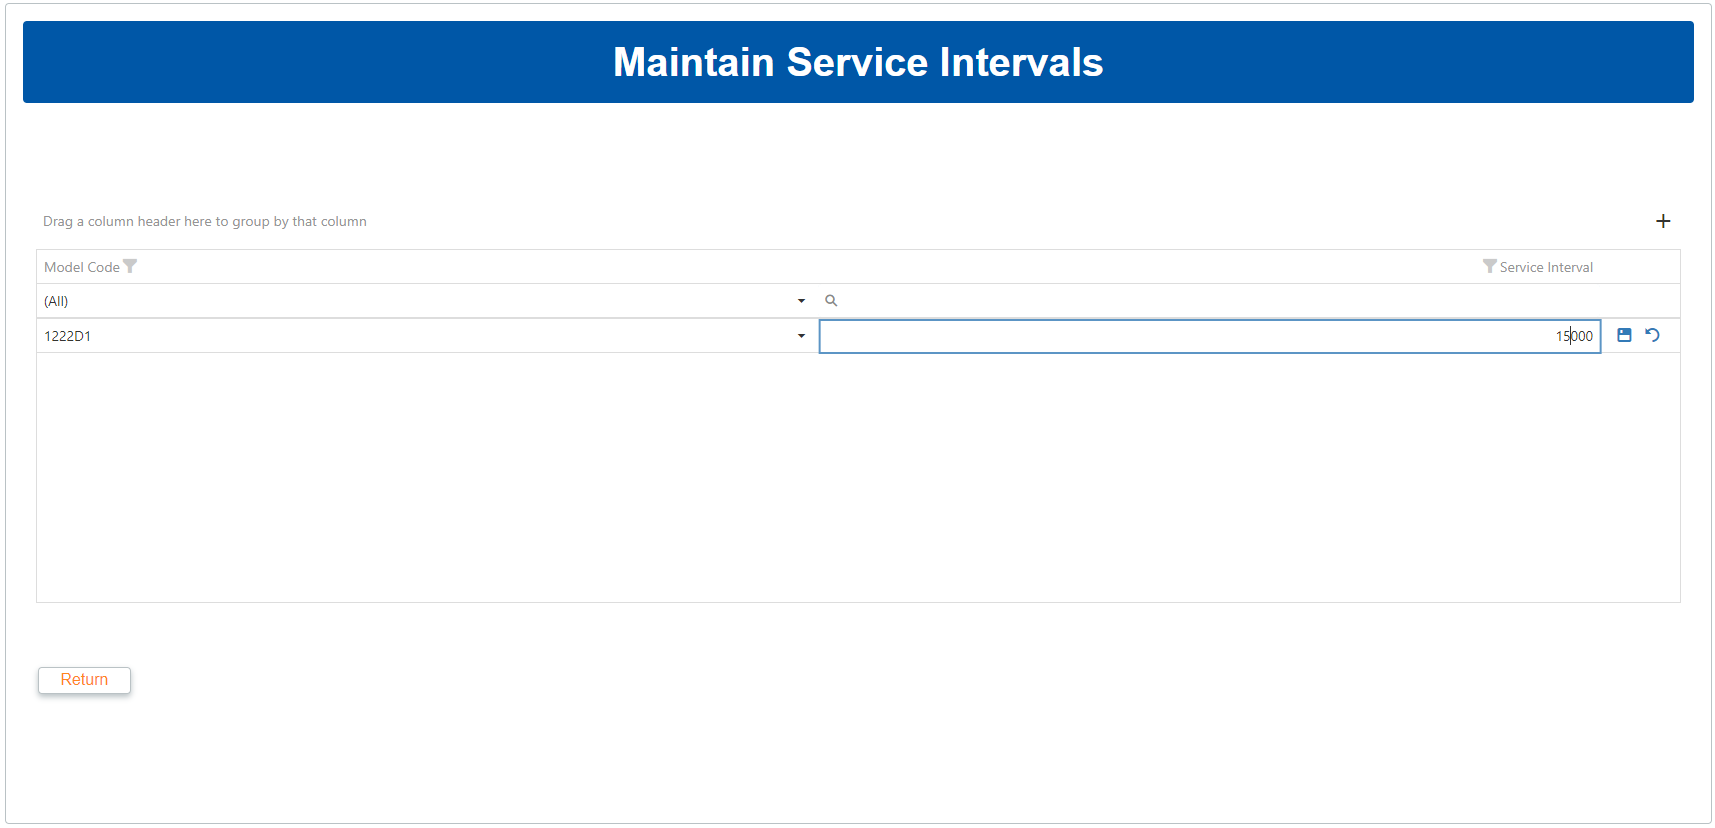 Maintain Service Intervals
Drag a column header here to group by that column
Model Code Service Interval
(All)
1222D1 15000
Return